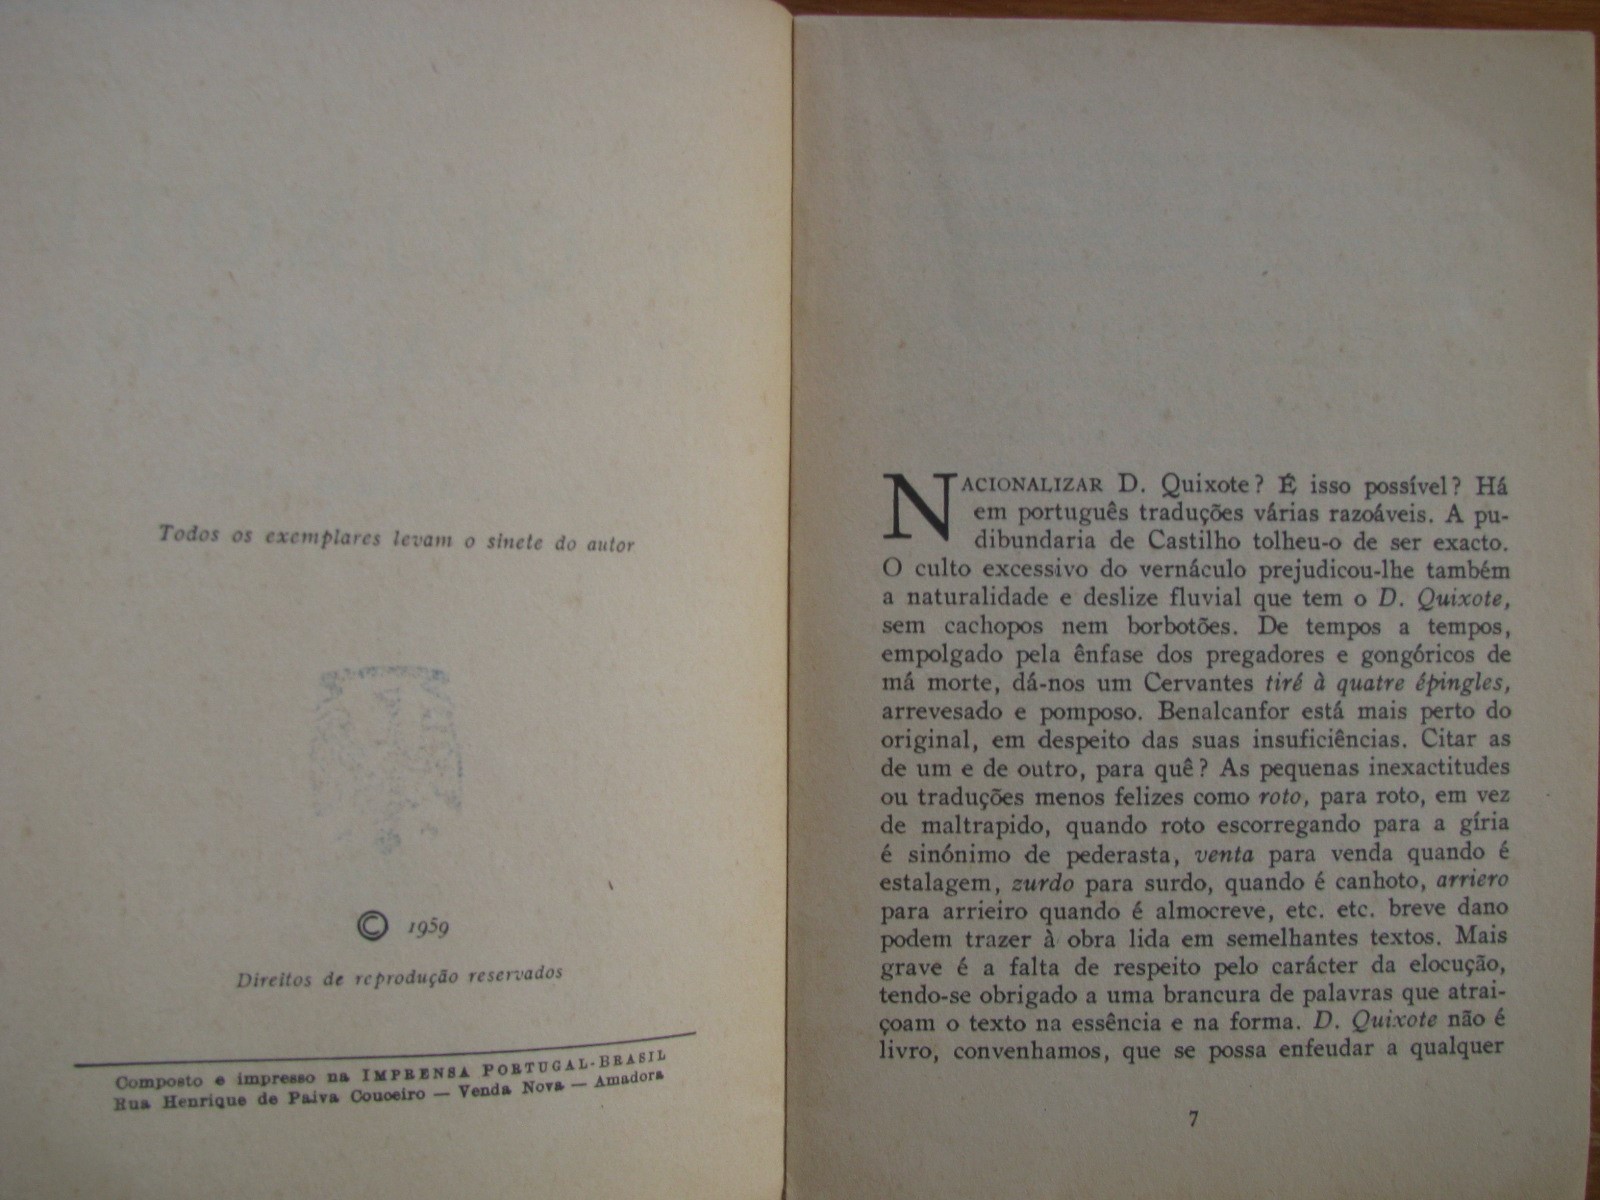 Todos os exemplares levam o sinete do autor
© 1959
Direitos de reprodução reservados
Composto e impresso na IMPRENSA PORTUGAL-BRASIL
Rua Henrique de Paiva Couceiro — Venda Nova — Amadora
NACIONALIZAR D. Quixote? É isso possível? Há
em português traduções várias razoáveis. A pu-
dibundaria de Castilho tolheu-o de ser exacto.
O culto excessivo do vernáculo prejudicou-lhe também
a naturalidade e deslize fluvial que tem o D. Quixote,
sem cachopos nem borbotões. De tempos a tempos,
empolgado pela ênfase dos pregadores e gongóricos de
má morte, dá-nos um Cervantes tiré à quatre épingles,
arrevesado e pomposo. Benalcanfor está mais perto do
original, em despeito das suas insuficiências. Citar as
de um e de outro, para quê? As pequenas inexactitudes
ou traduções menos felizes como roto, para roto, em vez
de maltrapido, quando roto escorregando para a gíria
é sinónimo de pederasta, venta para venda quando é
estalagem, zurdo para surdo, quando é canhoto, arriero
para arrieiro quando é almocreve, etc. etc. breve dano
podem trazer à obra lida em semelhantes textos. Mais
grave é a falta de respeito pelo carácter da elocução,
tendo-se obrigado a uma brancura de palavras que atrai-
çoam o texto na essência e na forma. D. Quixote não é
livro, convenhamos, que se possa enfeudar a qualquer
7